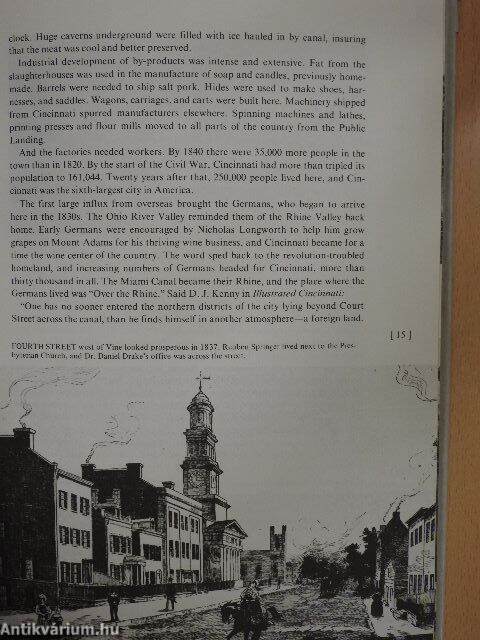 clock. Huge caverns underground were filled with ice hauled in by canal, insuring
that the meat was cool and better preserved.
Industrial development of by-products was intense and extensive. Fat from the
slaughterhouses was used in the manufacture of soap and candles, previously home-
made. Barrels were needed to ship salt pork. Hides were used to make shoes, har-
nesses, and saddles. Wagons, carriages, and carts were built here. Machinery shipped
from Cincinnati spurred manufacturers elsewhere. Spinning machines and lathes,
printing presses and flour mills moved to all parts of the country from the Public
Landing.
And the factories needed workers. By 1840 there were 35,000 more people in the
town than in 1820. By the start of the Civil War, Cincinnati had more than tripled its
population to 161,044. Twenty years after that, 250,000 people lived here, and Cin-
cinnati was the sixth-largest city in America.
The first large influx from overseas brought the Germans, who began to arrive
here in the 1830s. The Ohio River Valley reminded them of the Rhine Valley back
home. Early Germans were encouraged by Nicholas Longworth to help him grow
grapes on Mount Adams for his thriving wine business, and Cincinnati became for a
time the wine center of the country. The word sped back to the revolution-troubled
homeland, and increasing numbers of Germans headed for Cincinnati, more than
thirty thousand in all. The Miami Canal became their Rhine, and the place where the
Germans lived was "Over the Rhine." Said D. J. Kenny in Illustrated Cincinnati:
"One has no sooner entered the northern districts of the city lying beyond Court
Street across the canal, than he finds himself in another atmosphere—a foreign land.
[ 15 ]
FOURTH STREET west of Vine looked prosperous in 1837. Reuben Springer lived next to the Pres-
byterian Church, and Dr. Daniel Drake's office was across the street.
Antikvárium.hu